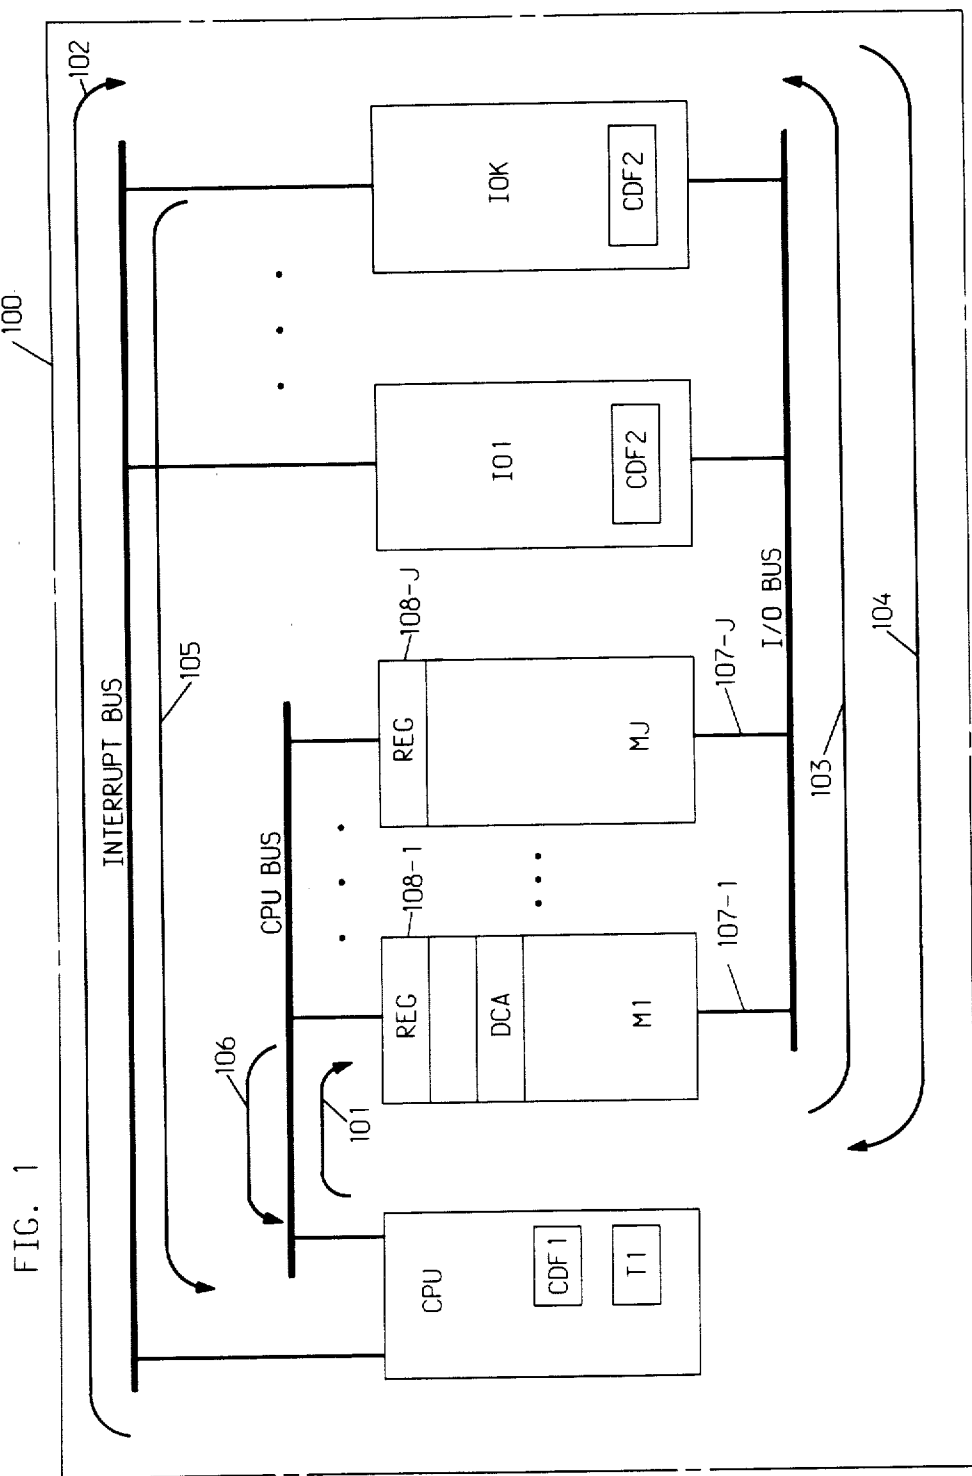 FIG. 1
100
102
INTERRUPT BUS
105
CPU BUS
106
101
108-1
108-J
CPU
CDF1
T1
REG
DCA
M1
REG
MJ
IO1
CDF2
IOK
CDF2
107-1
107-J
I/O BUS
103
104